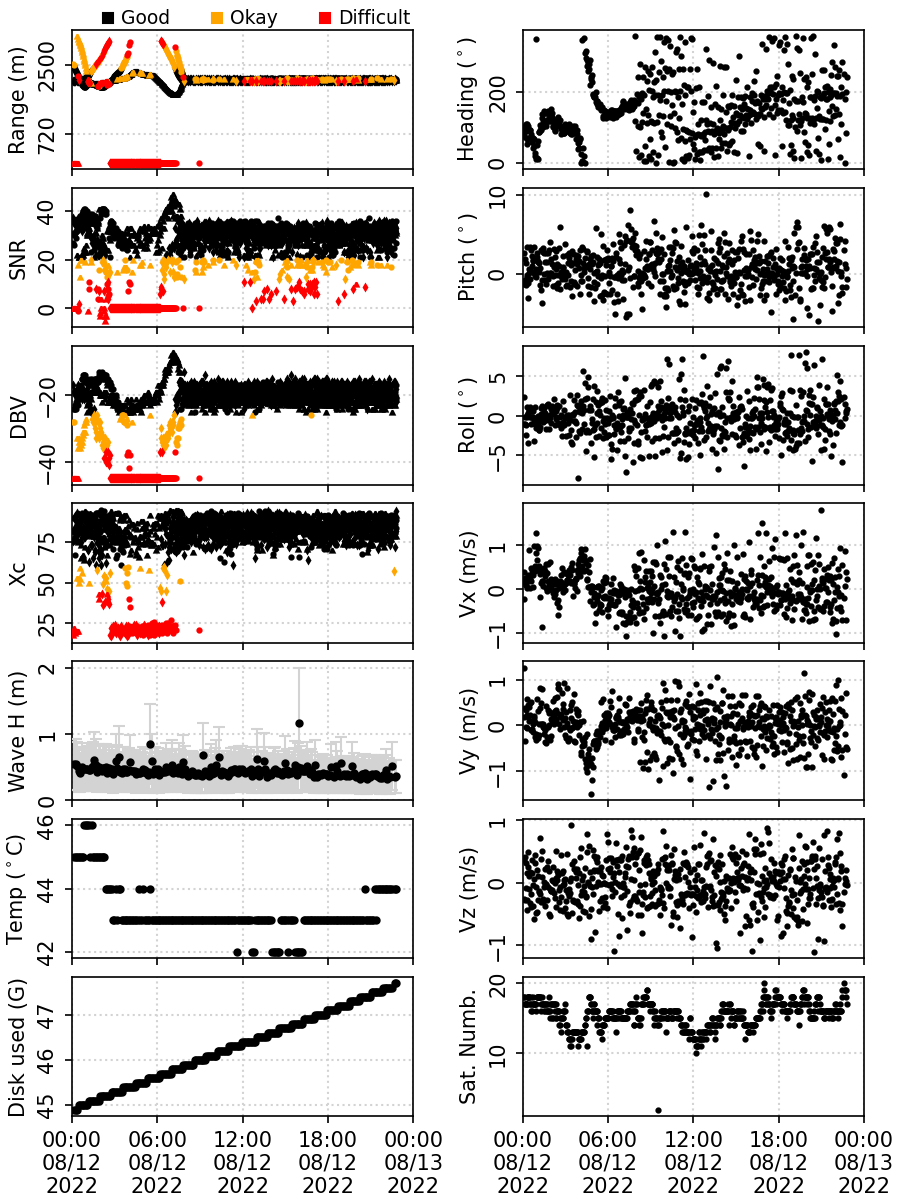 Good Okay Difficult
Range (m)
2500
720
Heading (°)
200
0
SNR
40
20
0
Pitch (°)
10
0
DBV
−20
−40
Roll (°)
5
0
−5
Xc
75
50
25
Vx (m/s)
1
0
−1
Wave H (m)
2
1
0
Vy (m/s)
1
0
−1
Temp (°C)
46
44
42
Vz (m/s)
1
0
−1
Disk used (G)
47
46
45
Sat. Numb.
20
10
00:00 06:00 12:00 18:00 00:00
08/12 08/12 08/12 08/12 08/13
2022 2022 2022 2022 2022
00:00 06:00 12:00 18:00 00:00
08/12 08/12 08/12 08/12 08/13
2022 2022 2022 2022 2022